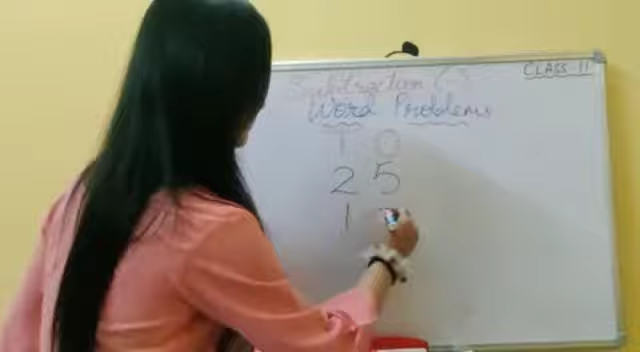 CLASS II
Subtraction (-)
Word Problems
T O
2 5
1